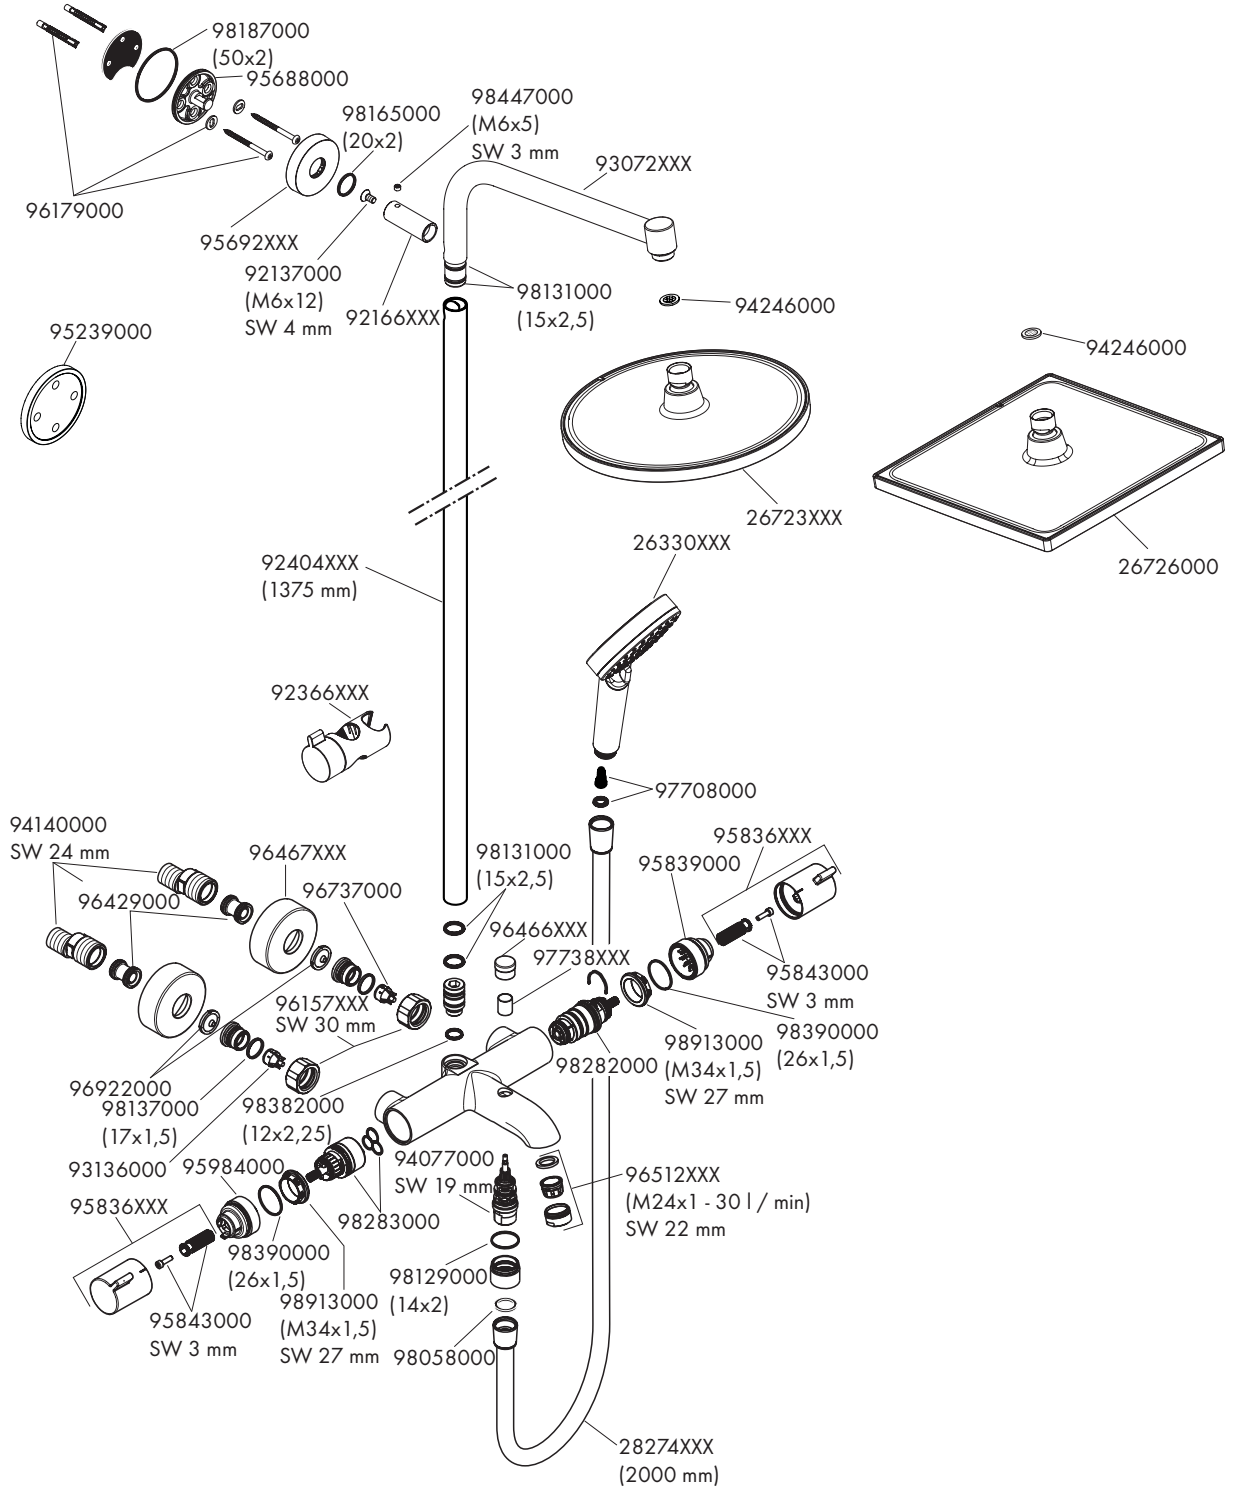 98187000
(50x2)
95688000
98165000
(20x2)
98447000
(M6x5)
SW 3 mm
93072XXX
96179000
95692XXX
92137000
(M6x12)
SW 4 mm
92166XXX
98131000
(15x2,5)
94246000
94246000
95239000
26723XXX
26726000
26330XXX
92404XXX
(1375 mm)
92366XXX
97708000
94140000
SW 24 mm
96467XXX
96429000
96737000
98131000
(15x2,5)
95836XXX
95839000
96466XXX
97738XXX
95843000
SW 3 mm
96157XXX
SW 30 mm
98390000
(26x1,5)
98913000
(M34x1,5)
SW 27 mm
98282000
96922000
98137000
(17x1,5)
98382000
(12x2,25)
93136000
95984000
94077000
SW 19 mm
96512XXX
(M24x1 - 30 l / min)
SW 22 mm
95836XXX
98283000
98390000
(26x1,5)
98129000
(14x2)
98913000
(M34x1,5)
SW 27 mm
95843000
SW 3 mm
98058000
28274XXX
(2000 mm)